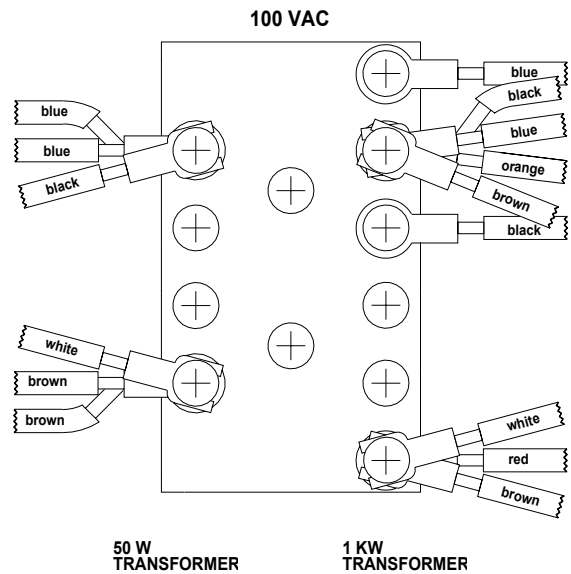 100 VAC
blue
blue
black
white
brown
brown
blue
black
blue
orange
brown
black
white
red
brown
50 W
TRANSFORMER
1 KW
TRANSFORMER